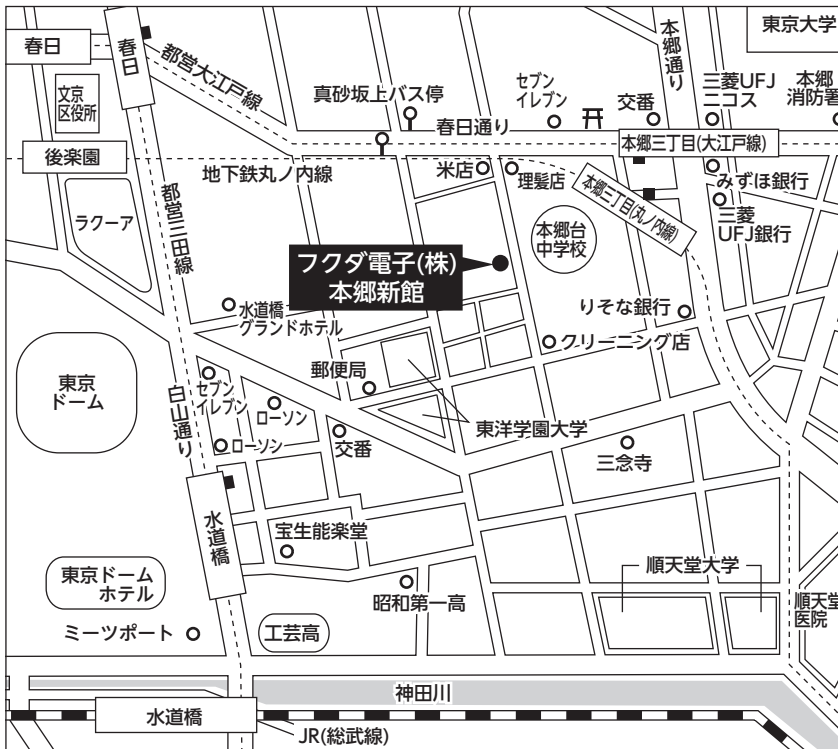 東京大学
本郷通り
春日
春日
都営大江戸線
文京
区役所
真砂坂上バス停
セブン
イレブン
交番
三菱UFJ
ニコス
本郷
消防署
春日通り
本郷三丁目(大江戸線)
後楽園
地下鉄丸ノ内線
米店
理髪店
本郷三丁目(丸ノ内線)
みずほ銀行
三菱
UFJ銀行
ラクーア
都営三田線
本郷台
中学校
フクダ電子(株)
本郷新館
水道橋
グランドホテル
りそな銀行
クリーニング店
東京
ドーム
白山通り
セブン
イレブン
ローソン
郵便局
東洋学園大学
ローソン
交番
三念寺
水道橋
宝生能楽堂
東京ドーム
ホテル
昭和第一高
順天堂大学
順天堂
医院
ミーツポート
工芸高
神田川
水道橋
JR(総武線)